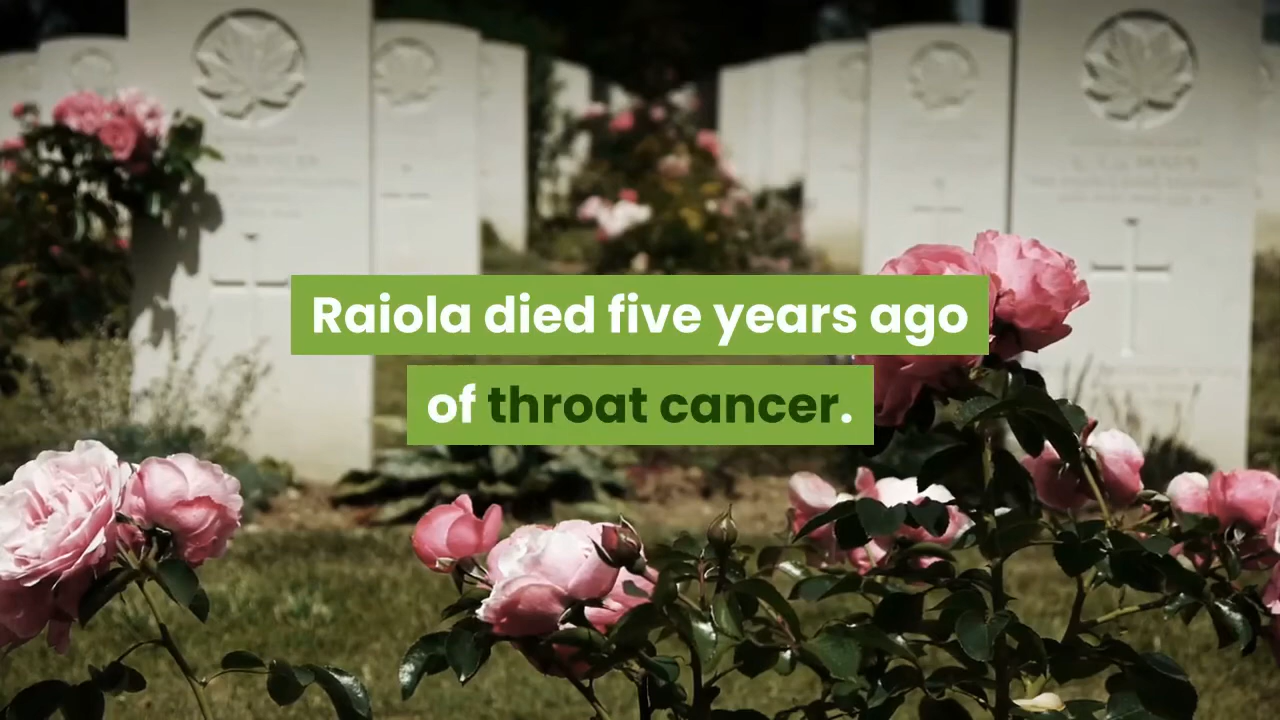 Raiola died five years ago
of throat cancer.